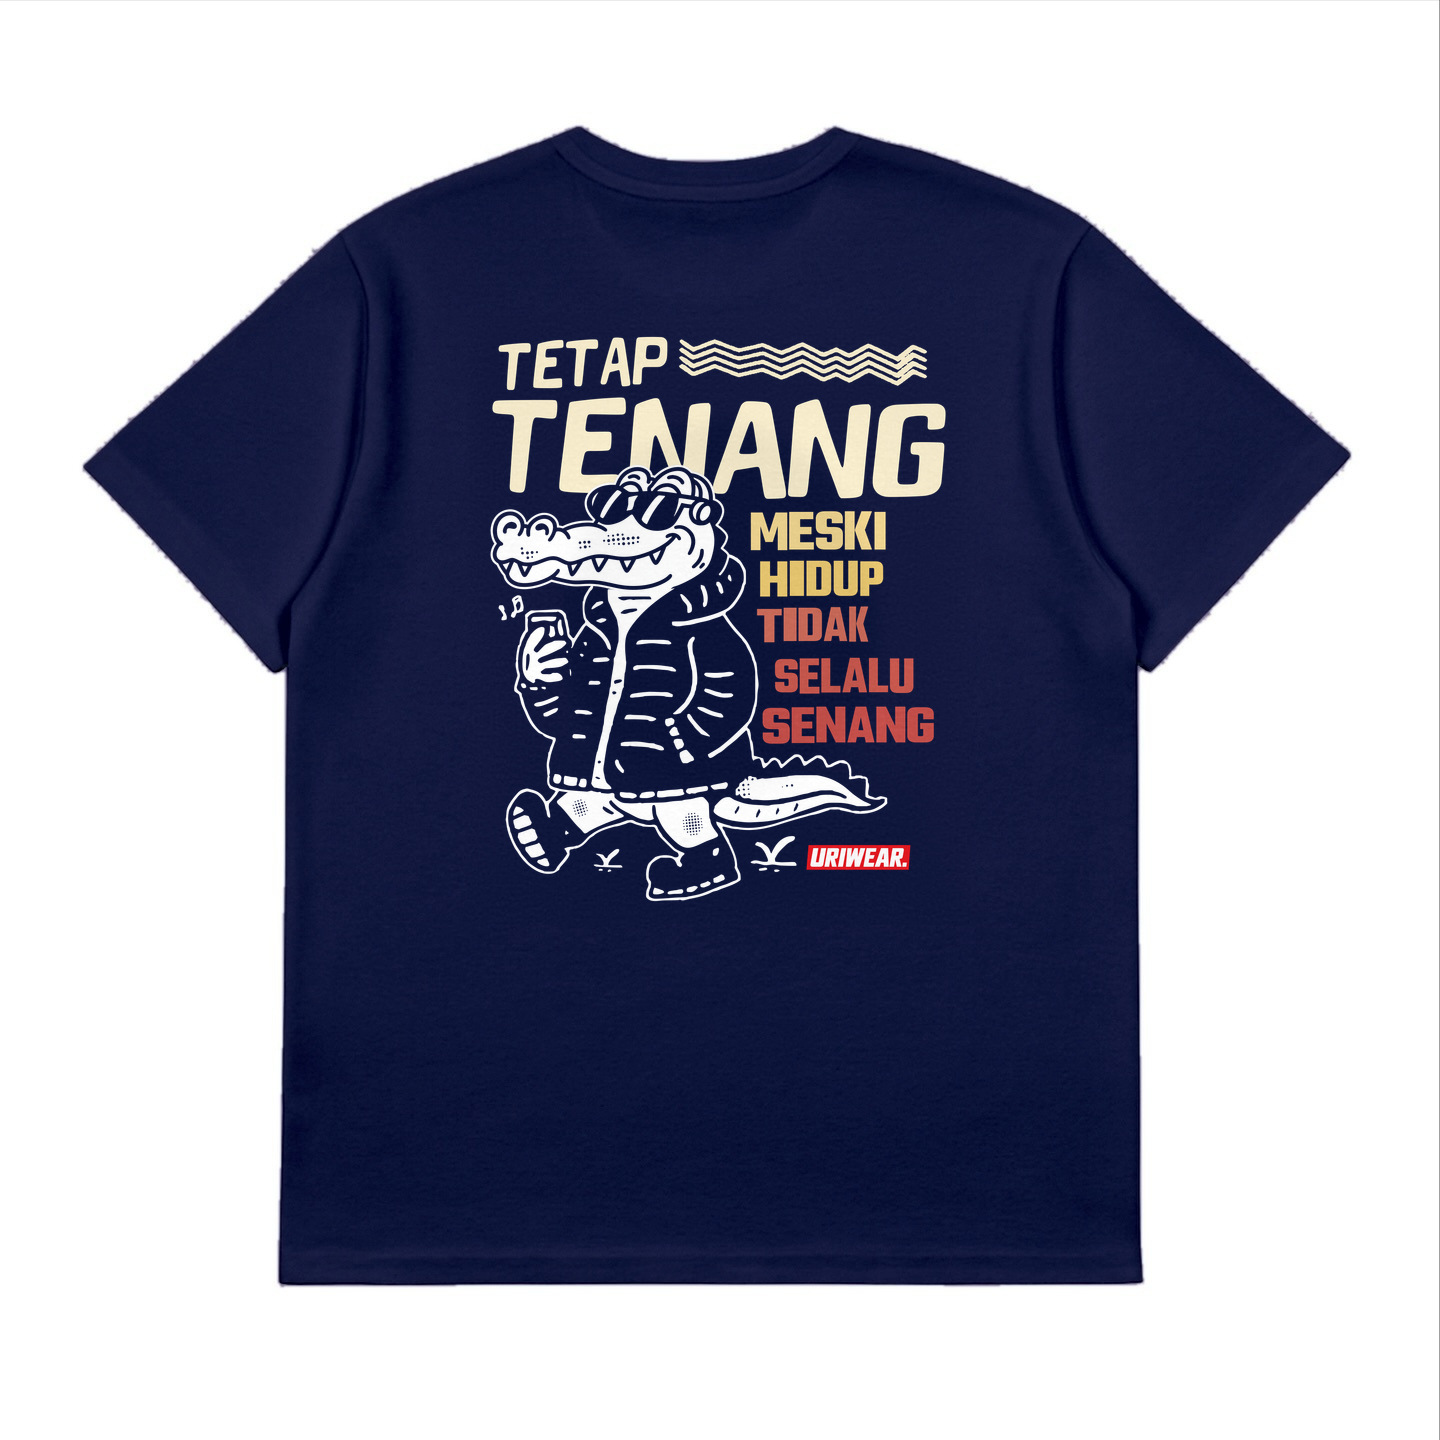 TETAP
TENANG
MESKI
HIDUP
TIDAK
SELALU
SENANG
URIWEAR.